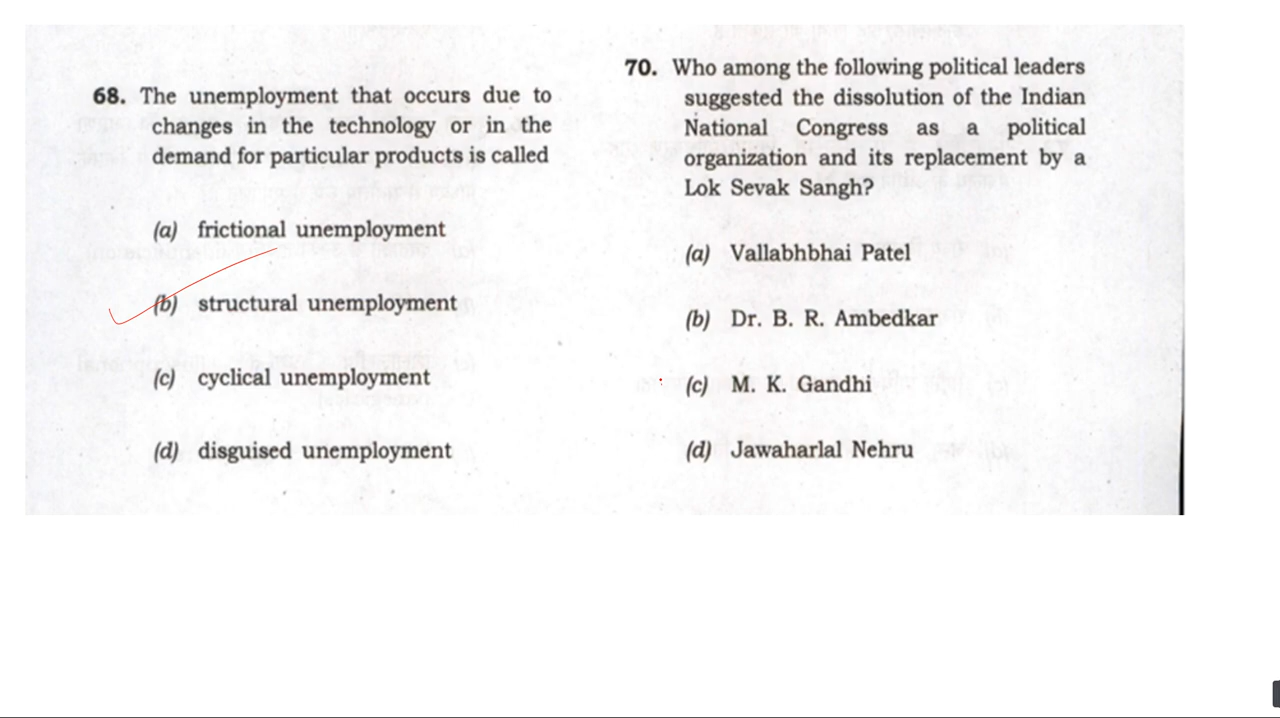 68. The unemployment that occurs due to
changes in the technology or in the
demand for particular products is called
(a) frictional unemployment
(b) structural unemployment
(c) cyclical unemployment
(d) disguised unemployment
70. Who among the following political leaders
suggested the dissolution of the Indian
National Congress as a political
organization and its replacement by a
Lok Sevak Sangh?
(a) Vallabhbhai Patel
(b) Dr. B. R. Ambedkar
(c) M. K. Gandhi
(d) Jawaharlal Nehru